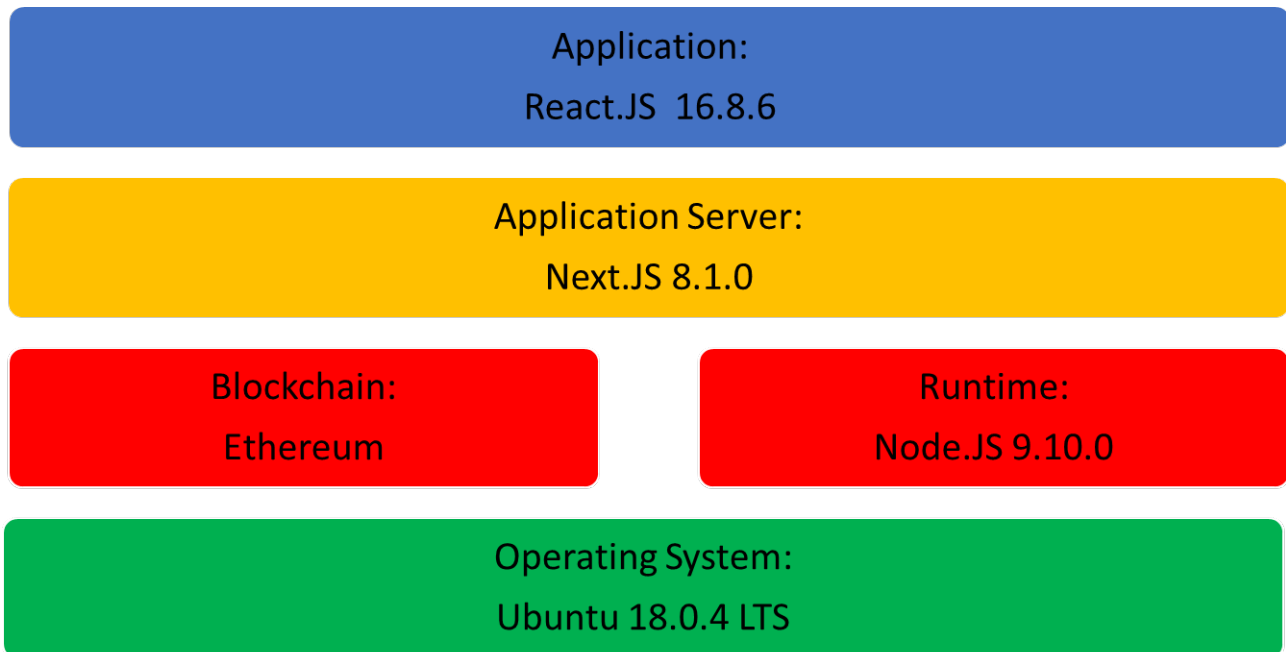 Application:
React.JS  16.8.6
Application Server:
Next.JS 8.1.0
Blockchain:
Ethereum
Runtime:
Node.JS 9.10.0
Operating System:
Ubuntu 18.0.4 LTS